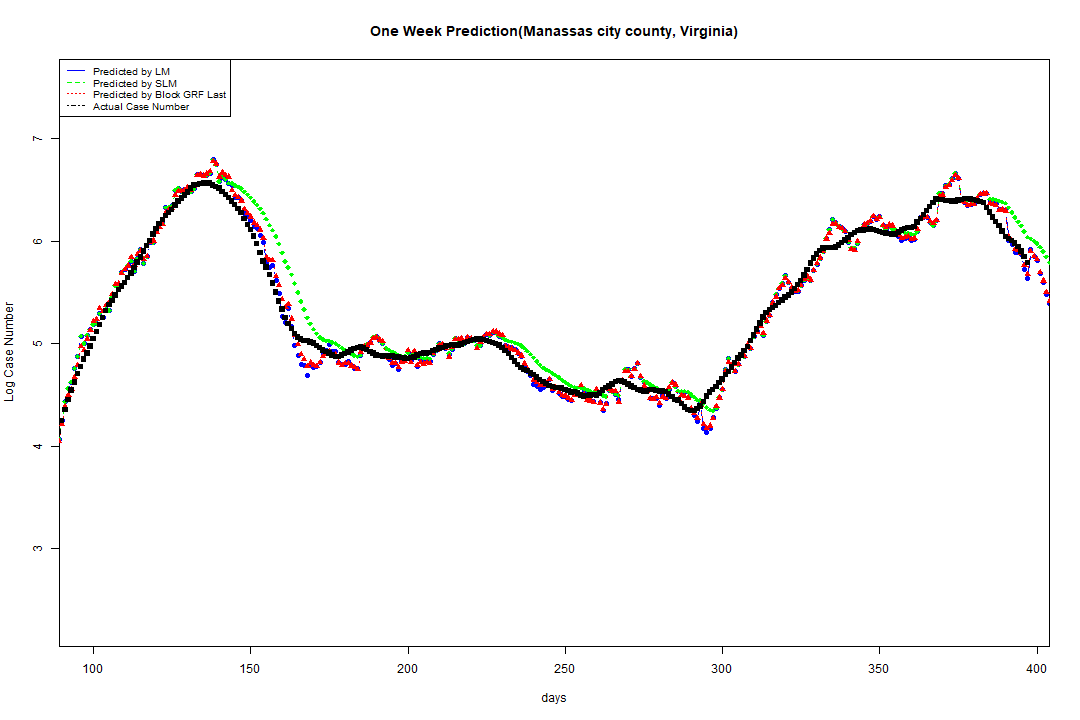 One Week Prediction(Manassas city county, Virginia)
Predicted by LM
Predicted by SLM
Predicted by Block GRF Last
Actual Case Number
7
6
5
4
3
Log Case Number
100 150 200 250 300 350 400
days